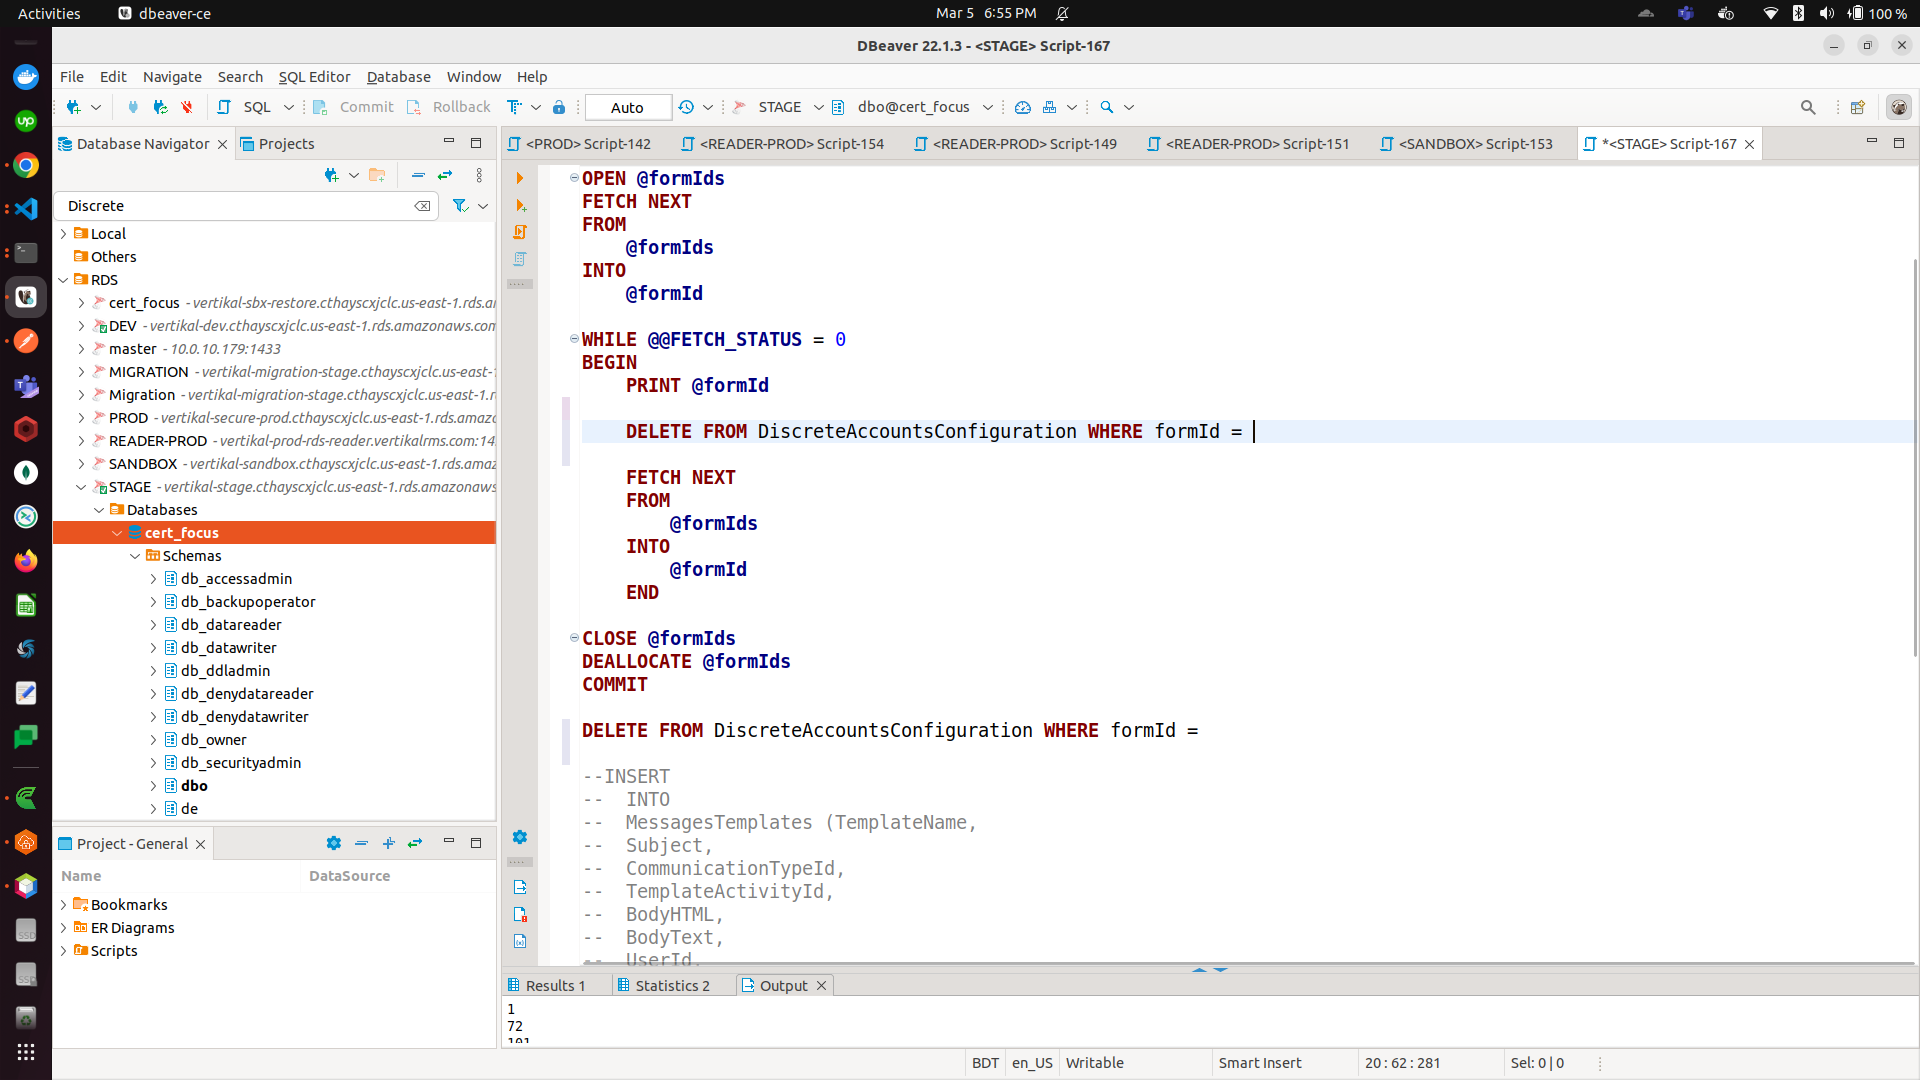 Activities
dbeaver-ce
Mar 5 6:55 PM
100 %
DBeaver 22.1.3 - <STAGE> Script-167
File Edit Navigate Search SQL Editor Database Window Help
SQL Commit Rollback Auto STAGE dbo@cert_focus
Database Navigator
Projects
Discrete
Local
Others
RDS
cert_focus - vertikal-sbx-restore.cthayscxjclc.us-east-1.rds.a
DEV - vertikal-dev.cthayscxjclc.us-east-1.rds.amazonaws.com
master - 10.0.10.179:1433
MIGRATION - vertikal-migration-stage.cthayscxjclc.us-east-
Migration - vertikal-migration-stage.cthayscxjclc.us-east-1.r
PROD - vertikal-secure-prod.cthayscxjclc.us-east-1.rds.amaz
READER-PROD - vertikal-prod-rds-reader.vertikalrms.com:14
SANDBOX - vertikal-sandbox.cthayscxjclc.us-east-1.rds.amaz
STAGE - vertikal-stage.cthayscxjclc.us-east-1.rds.amazonaws
Databases
cert_focus
Schemas
db_accessadmin
db_backupoperator
db_datareader
db_datawriter
db_ddladmin
db_denydatareader
db_denydatawriter
db_owner
db_securityadmin
dbo
de
Project - General
Name DataSource
Bookmarks
ER Diagrams
Scripts
<PROD> Script-142
<READER-PROD> Script-154
<READER-PROD> Script-149
<READER-PROD> Script-151
<SANDBOX> Script-153
*<STAGE> Script-167
OPEN @formIds
FETCH NEXT
FROM
@formIds
INTO
@formId
WHILE @@FETCH_STATUS = 0
BEGIN
PRINT @formId
DELETE FROM DiscreteAccountsConfiguration WHERE formId =
FETCH NEXT
FROM
@formIds
INTO
@formId
END
CLOSE @formIds
DEALLOCATE @formIds
COMMIT
DELETE FROM DiscreteAccountsConfiguration WHERE formId =
--INSERT
-- INTO
-- MessagesTemplates (TemplateName,
-- Subject,
-- CommunicationTypeId,
-- TemplateActivityId,
-- BodyHTML,
-- BodyText,
-- UserId,
Results 1
Statistics 2
Output
1
72
101
BDT en_US Writable Smart Insert 20 : 62 : 281 Sel: 0 | 0